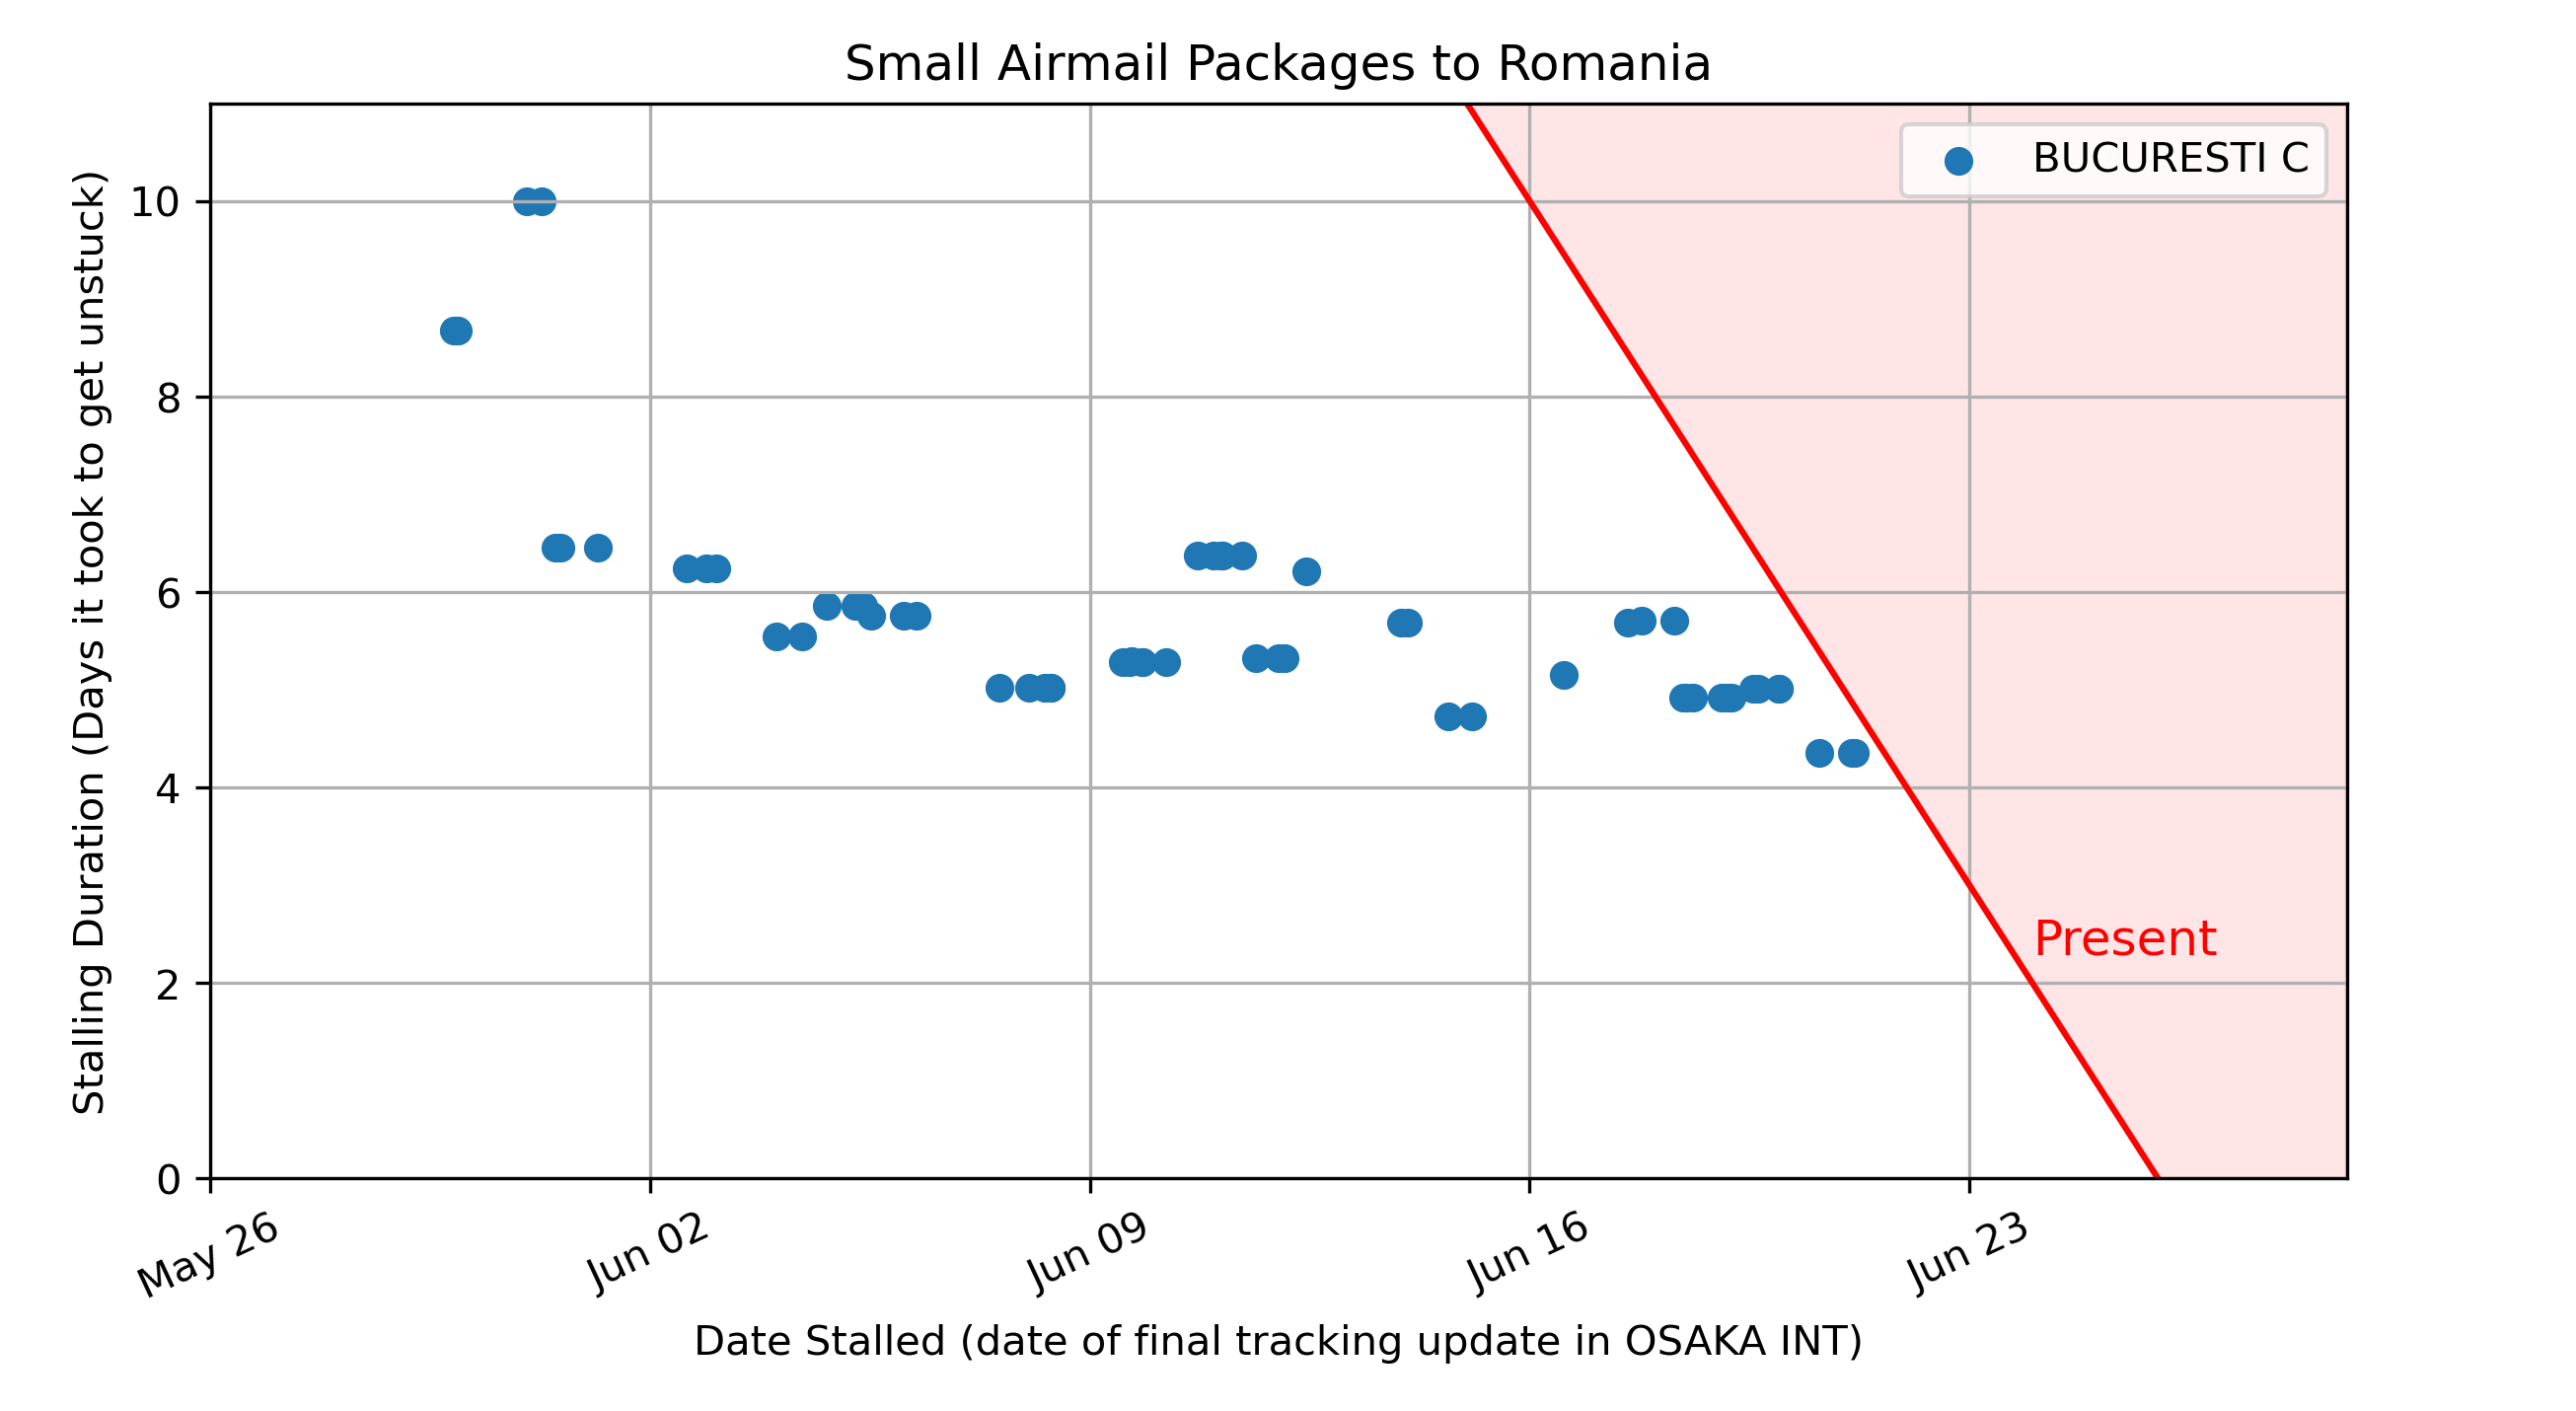 Small Airmail Packages to Romania
BUCURESTI C
Stalling Duration (Days it took to get unstuck)
10
8
6
4
2
0
Present
May 26
Jun 02
Jun 09
Jun 16
Jun 23
Date Stalled (date of final tracking update in OSAKA INT)